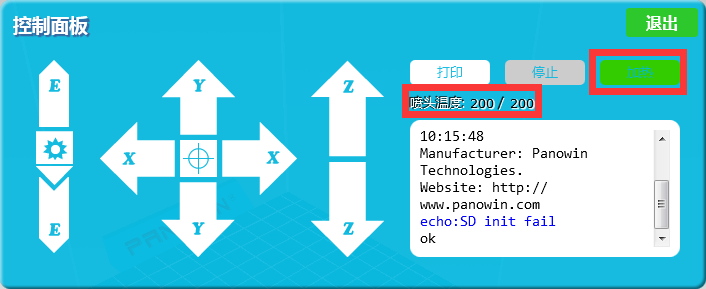 控制面板
退出
打印
停止
喷头温度: 200 / 200
E
Y
Z
X
X
E
Y
Z
10:15:48
Manufacturer: Panowin
Technologies.
Website: http://
www.panowin.com
echo:SD init fail
ok